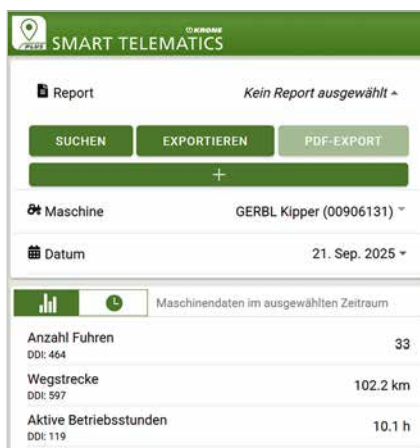 KRONE
PLUS SMART TELEMATICS
Report Kein Report ausgewählt
SUCHEN EXPORTIEREN PDF-EXPORT
+
Maschine GERBL Kipper (00906131)
Datum 21. Sep. 2025
Maschinendaten im ausgewählten Zeitraum
Anzahl Fuhren 33
DDI: 464
Wegstrecke 102.2 km
DDI: 597
Aktive Betriebsstunden 10.1 h
DDI: 119